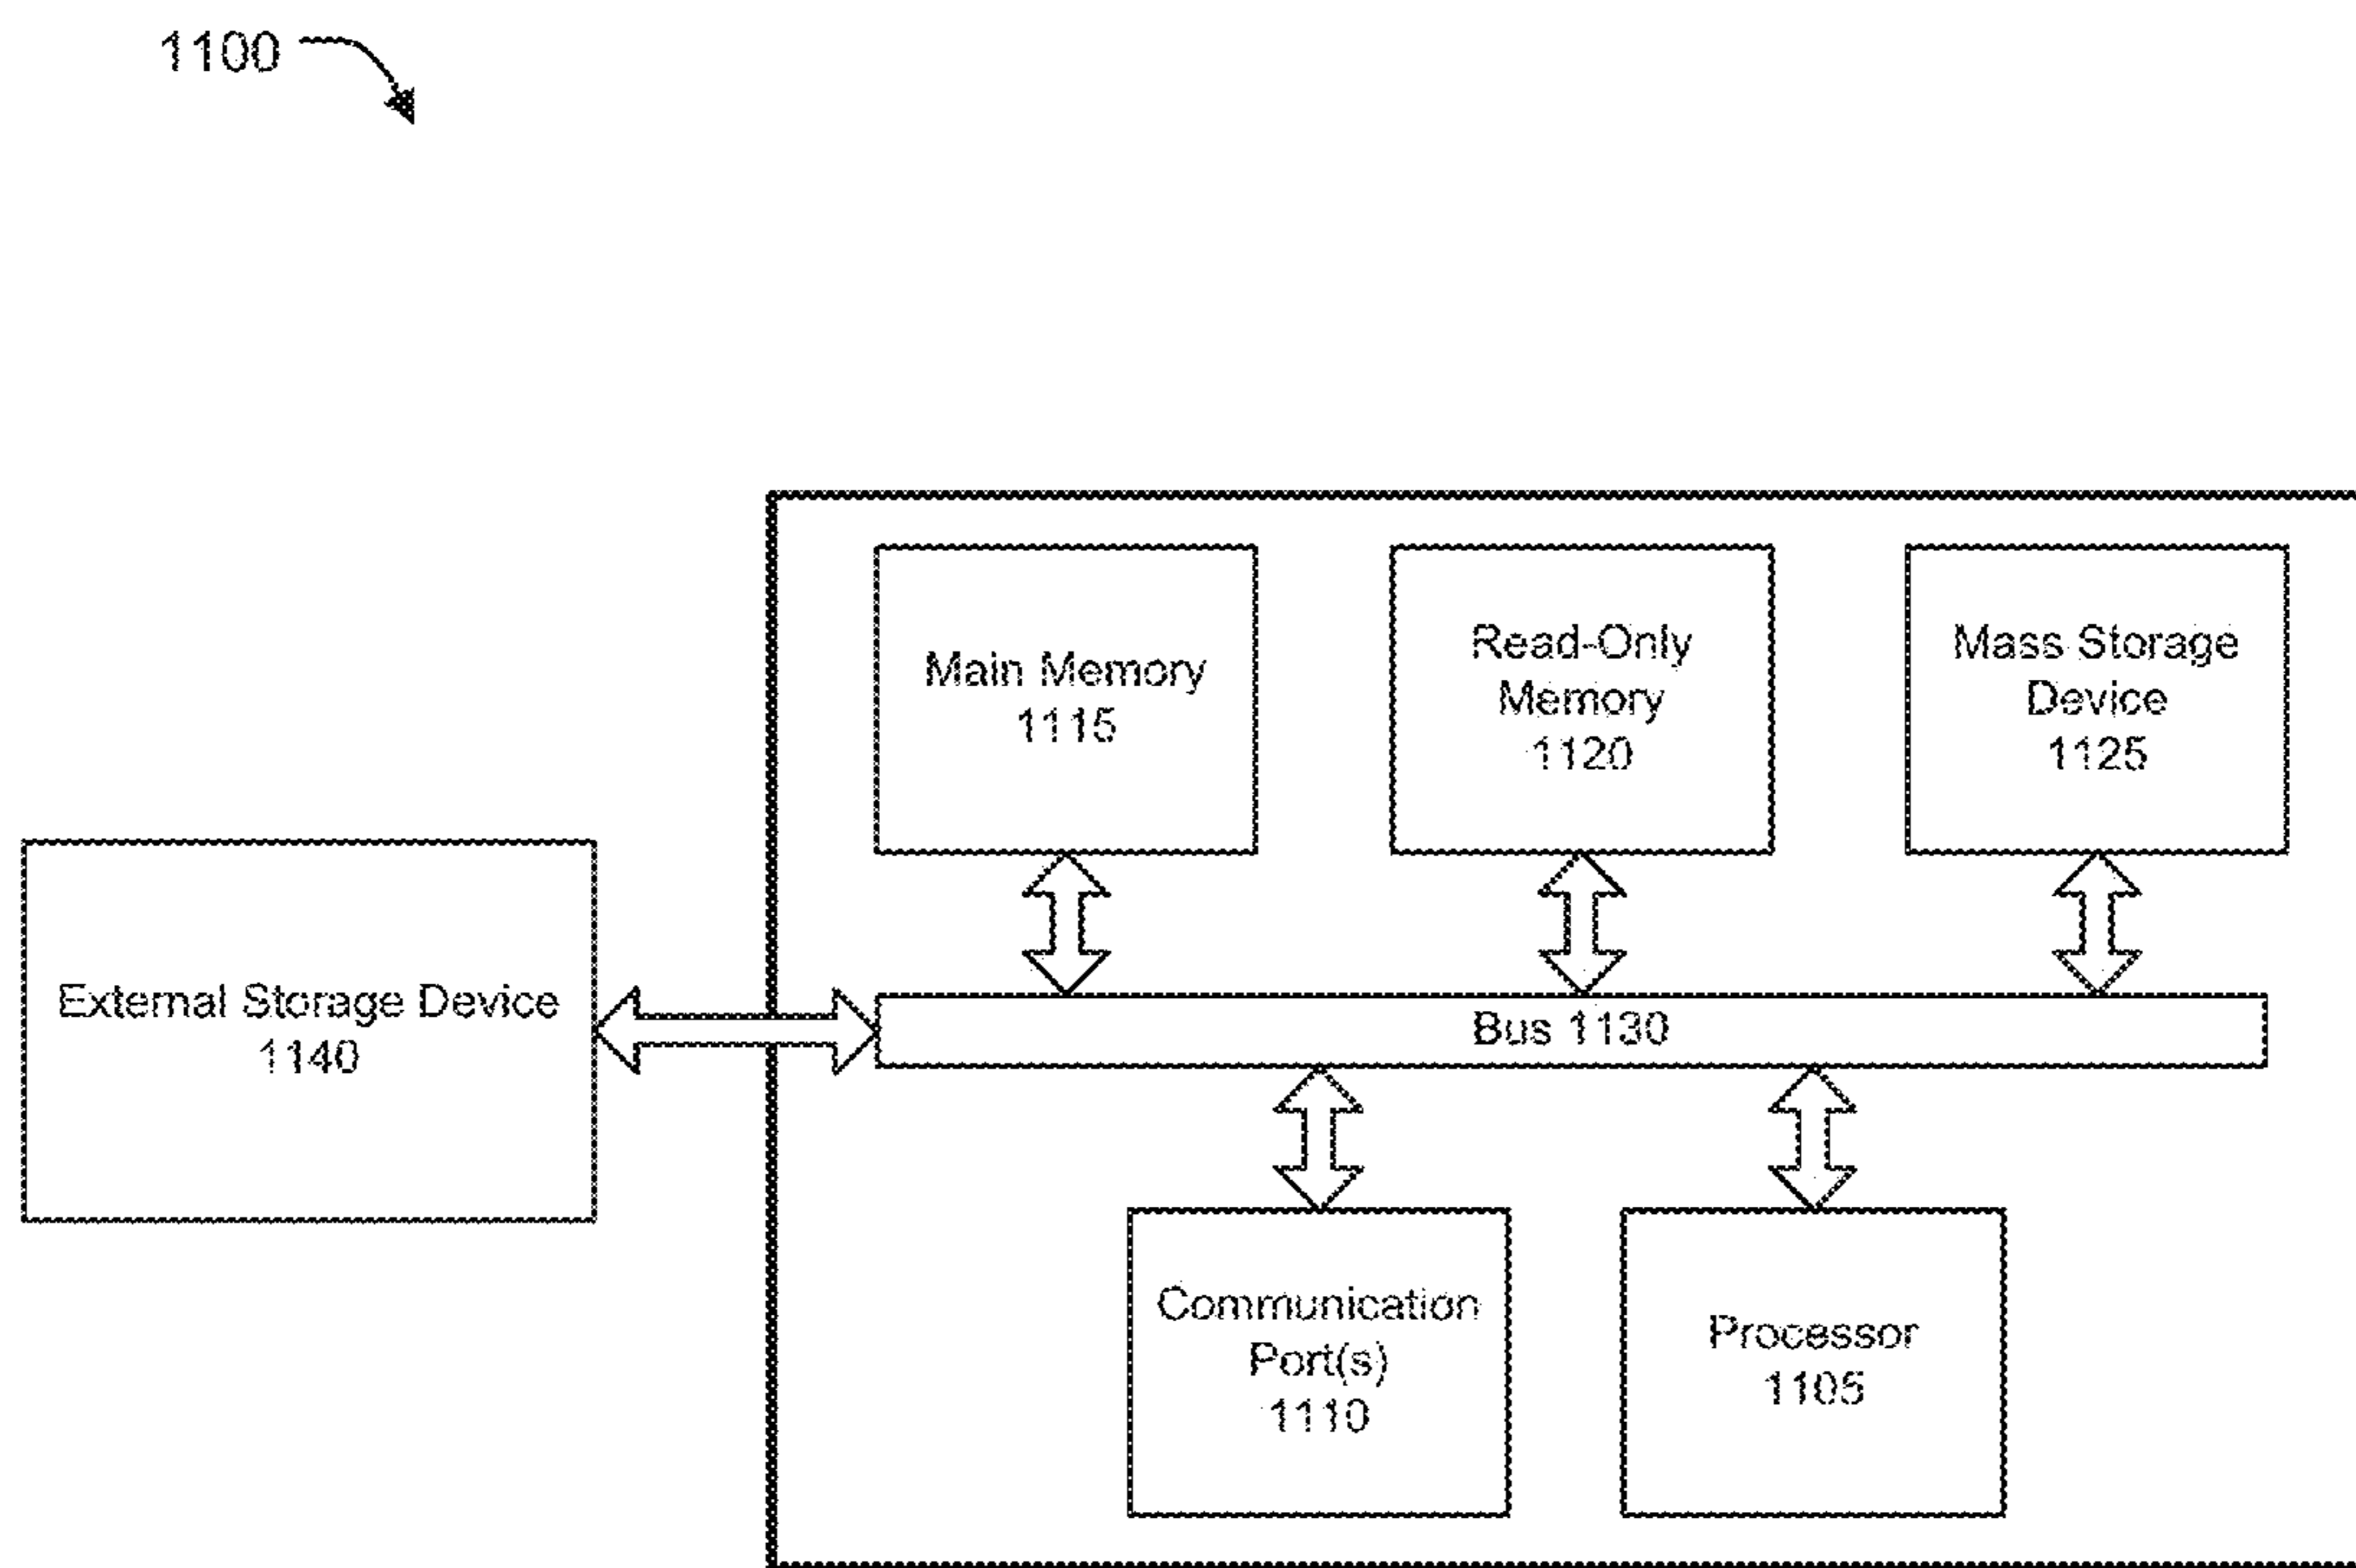 1100
Main Memory
1115
Read-Only
Memory
1120
Mass Storage
Device
1125
External Storage Device
1140
Bus 1130
Communication
Port(s)
1110
Processor
1105